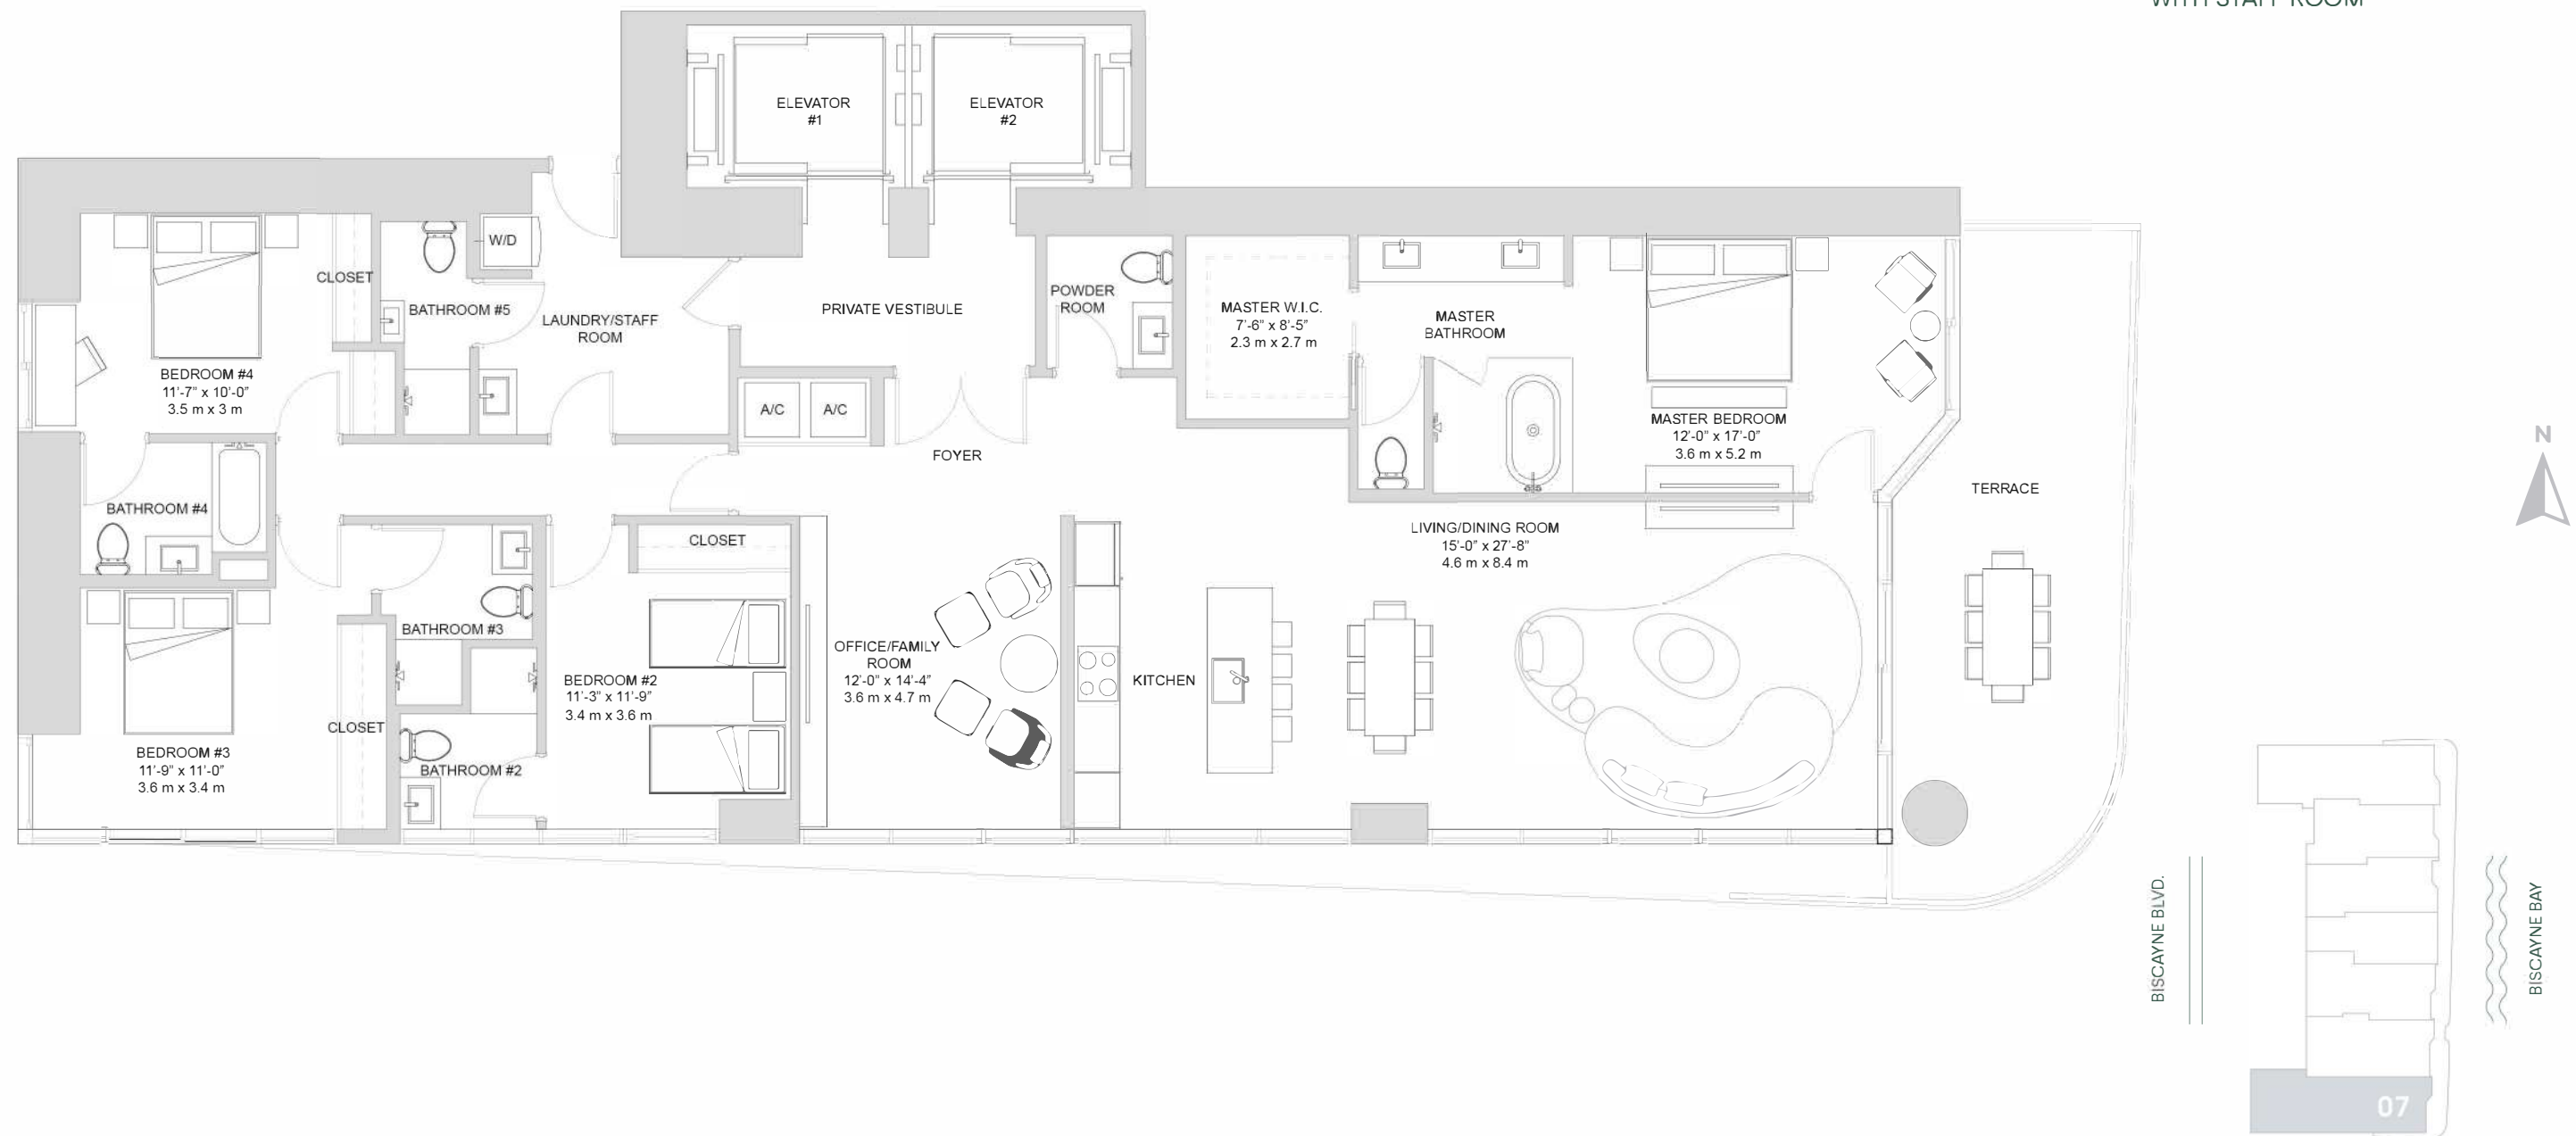 WITH STAFF ROOM
ELEVATOR
#1
ELEVATOR
#2
W/D
CLOSET
BATHROOM #5
LAUNDRY/STAFF
ROOM
PRIVATE VESTIBULE
POWDER
ROOM
MASTER W.I.C.
7'-6" x 8'-5"
2.3 m x 2.7 m
MASTER
BATHROOM
BEDROOM #4
11'-7" x 10'-0"
3.5 m x 3 m
A/C
A/C
MASTER BEDROOM
12'-0" x 17'-0"
3.6 m x 5.2 m
FOYER
N
TERRACE
BATHROOM #4
CLOSET
LIVING/DINING ROOM
15'-0" x 27'-8"
4.6 m x 8.4 m
BATHROOM #3
OFFICE/FAMILY
ROOM
12'-0" x 14'-4"
3.6 m x 4.7 m
BEDROOM #2
11'-3" x 11'-9"
3.4 m x 3.6 m
KITCHEN
CLOSET
BEDROOM #3
11'-9" x 11'-0"
3.6 m x 3.4 m
BATHROOM #2
BISCAYNE BLVD.
BISCAYNE BAY
07